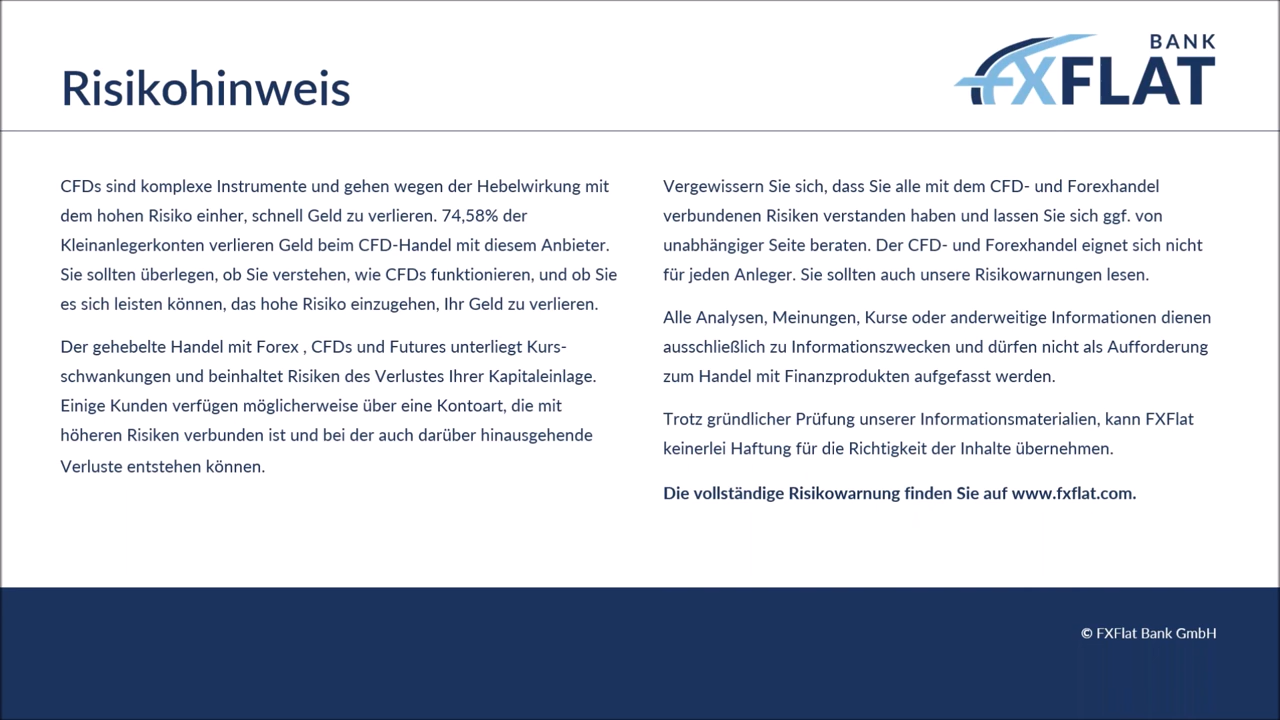 Risikohinweis
BANK
FXFLAT
CFDs sind komplexe Instrumente und gehen wegen der Hebelwirkung mit
dem hohen Risiko einher, schnell Geld zu verlieren. 74,58% der
Kleinanlegerkonten verlieren Geld beim CFD-Handel mit diesem Anbieter.
Sie sollten überlegen, ob Sie verstehen, wie CFDs funktionieren, und ob Sie
es sich leisten können, das hohe Risiko einzugehen, Ihr Geld zu verlieren.
Der gehebelte Handel mit Forex , CFDs und Futures unterliegt Kurs-
schwankungen und beinhaltet Risiken des Verlustes Ihrer Kapitaleinlage.
Einige Kunden verfügen möglicherweise über eine Kontoart, die mit
höheren Risiken verbunden ist und bei der auch darüber hinausgehende
Verluste entstehen können.
Vergewissern Sie sich, dass Sie alle mit dem CFD- und Forexhandel
verbundenen Risiken verstanden haben und lassen Sie sich ggf. von
unabhängiger Seite beraten. Der CFD- und Forexhandel eignet sich nicht
für jeden Anleger. Sie sollten auch unsere Risikowarnungen lesen.
Alle Analysen, Meinungen, Kurse oder anderweitige Informationen dienen
ausschließlich zu Informationszwecken und dürfen nicht als Aufforderung
zum Handel mit Finanzprodukten aufgefasst werden.
Trotz gründlicher Prüfung unserer Informationsmaterialien, kann FXFlat
keinerlei Haftung für die Richtigkeit der Inhalte übernehmen.
Die vollständige Risikowarnung finden Sie auf www.fxflat.com.
© FXFlat Bank GmbH